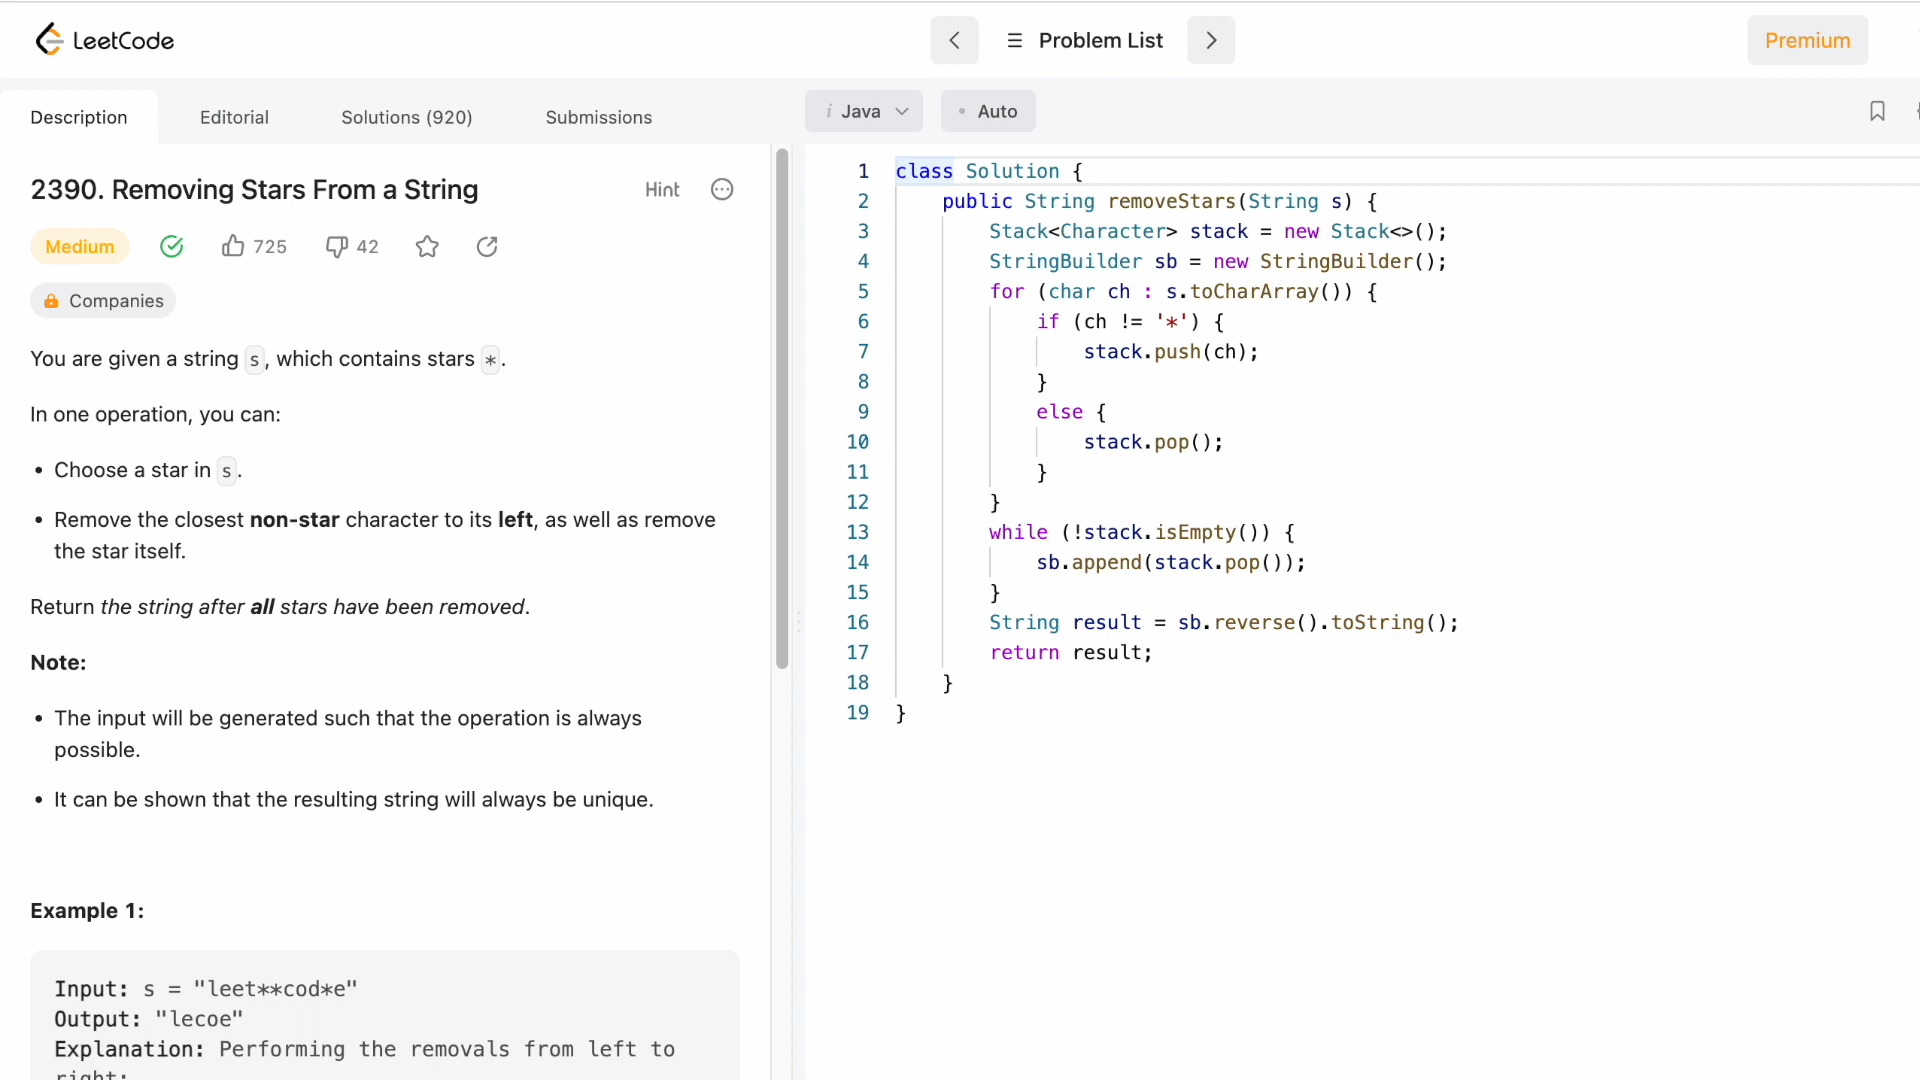 LeetCode
Problem List
Premium
Description Editorial Solutions (920) Submissions
2390. Removing Stars From a String
Hint
Medium 725 42
Companies
You are given a string s, which contains stars *.
In one operation, you can:
• Choose a star in s.
• Remove the closest non-star character to its left, as well as remove
the star itself.
Return the string after all stars have been removed.
Note:
• The input will be generated such that the operation is always
possible.
• It can be shown that the resulting string will always be unique.
Example 1:
Input: s = "leet**cod*e"
Output: "lecoe"
Explanation: Performing the removals from left to
right:
i Java • Auto
1 class Solution {
2 public String removeStars(String s) {
3 Stack<Character> stack = new Stack<>();
4 StringBuilder sb = new StringBuilder();
5 for (char ch : s.toCharArray()) {
6 if (ch != '*') {
7 stack.push(ch);
8 }
9 else {
10 stack.pop();
11 }
12 }
13 while (!stack.isEmpty()) {
14 sb.append(stack.pop());
15 }
16 String result = sb.reverse().toString();
17 return result;
18 }
19 }